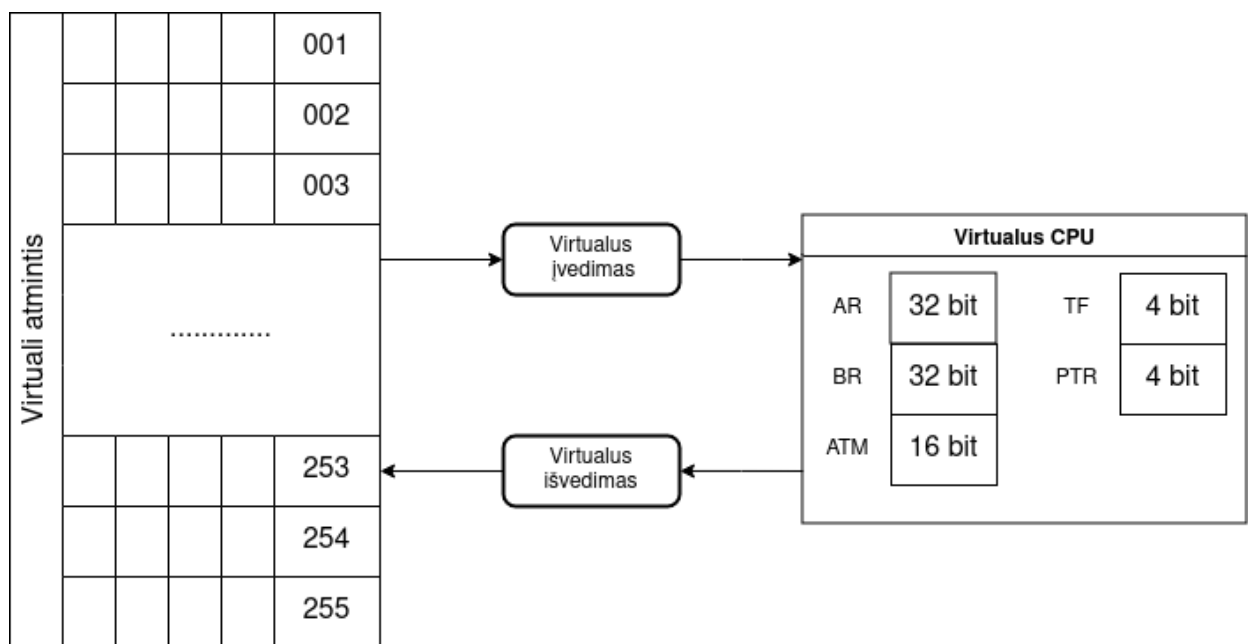 Virtuali atmintis
001
002
003
.............
253
254
255
Virtualus
įvedimas
Virtualus
išvedimas
Virtualus CPU
AR 32 bit TF 4 bit
BR 32 bit PTR 4 bit
ATM 16 bit